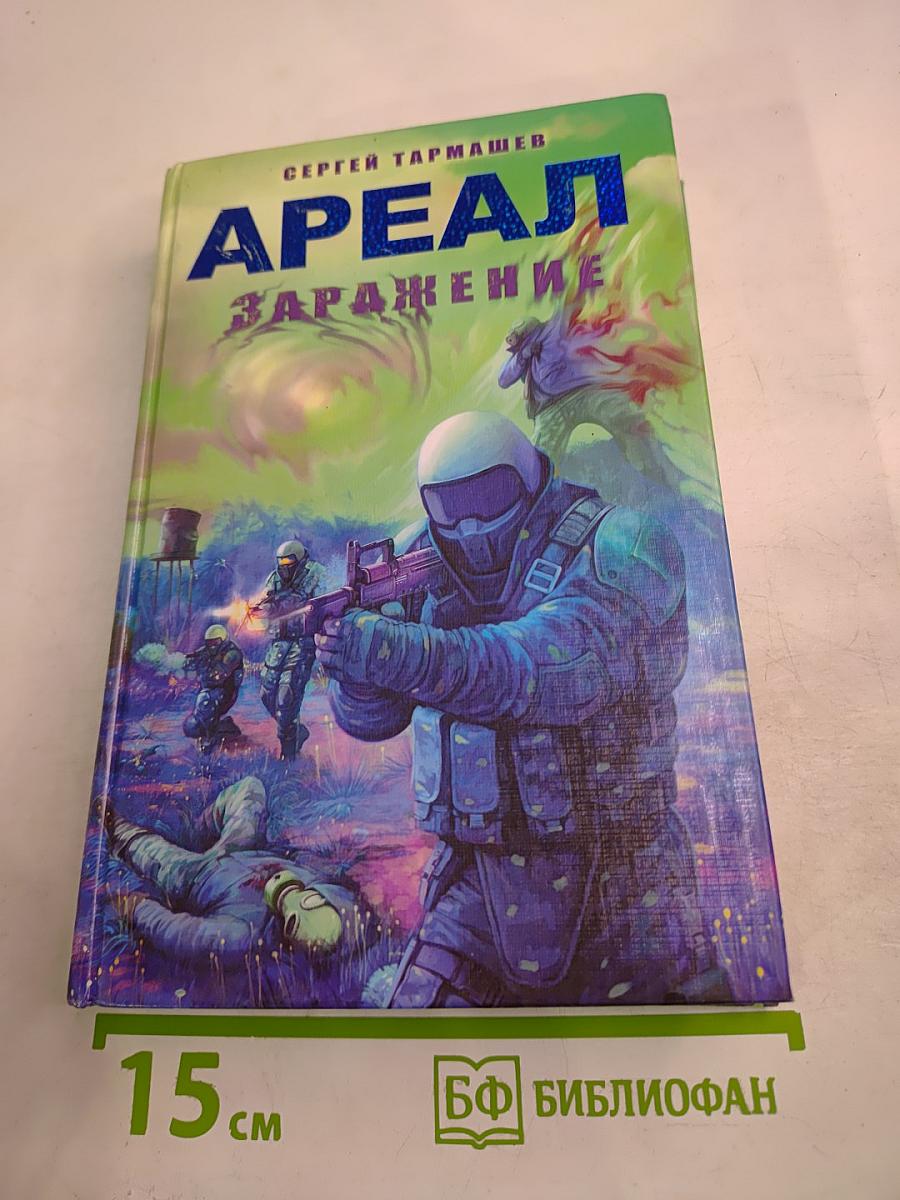 СЕРГЕЙ ТАРМАШЕВ
АРЕАЛ
ЗАРАЖЕНИЕ
15 см
БФ БИБЛИОФАН